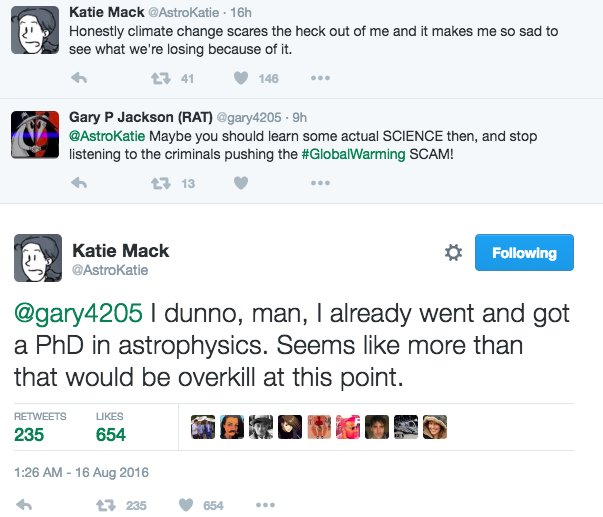 Katie Mack @AstroKatie · 16h
Honestly climate change scares the heck out of me and it makes me so sad to
see what we're losing because of it.
41 146
Gary P Jackson (RAT) @gary4205 · 9h
@AstroKatie Maybe you should learn some actual SCIENCE then, and stop
listening to the criminals pushing the #GlobalWarming SCAM!
13
Katie Mack
@AstroKatie
Following
@gary4205 I dunno, man, I already went and got
a PhD in astrophysics. Seems like more than
that would be overkill at this point.
RETWEETS LIKES
235 654
1:26 AM - 16 Aug 2016
235 654